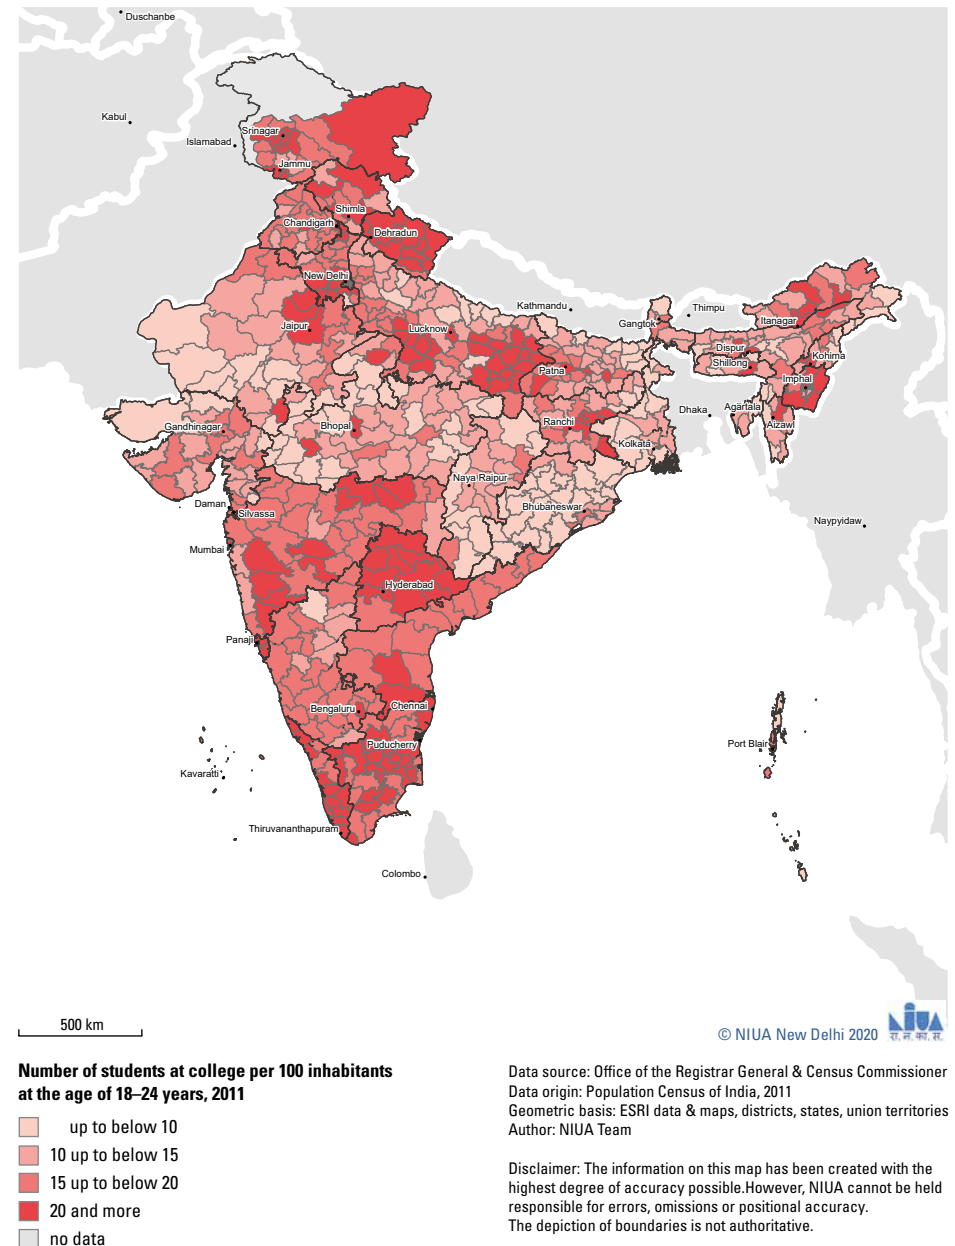 Duschanbe
Kabul
Srinagar
Islamabad
Jammu
Shimla
Chandigarh
Dehradun
New Delhi
Kathmandu
Thimpu
Gangtok
Itanagar
Jaipur
Lucknow
Dispur
Kohima
Shillong
Patna
Imphal
Dhaka
Agartala
Gandhinagar
Bhopal
Ranchi
Aizawl
Kolkata
Naya Raipur
Daman
Silvassa
Bhubaneswar
Naypyidaw
Mumbai
Hyderabad
Panaji
Bengaluru
Chennai
Puducherry
Port Blair
Kavaratti
Thiruvananthapuram
Colombo
500 km
© NIUA New Delhi 2020
NIUA
रा. न. का. सं.
Number of students at college per 100 inhabitants
at the age of 18–24 years, 2011
up to below 10
10 up to below 15
15 up to below 20
20 and more
no data
Data source: Office of the Registrar General & Census Commissioner
Data origin: Population Census of India, 2011
Geometric basis: ESRI data & maps, districts, states, union territories
Author: NIUA Team
Disclaimer: The information on this map has been created with the
highest degree of accuracy possible.However, NIUA cannot be held
responsible for errors, omissions or positional accuracy.
The depiction of boundaries is not authoritative.